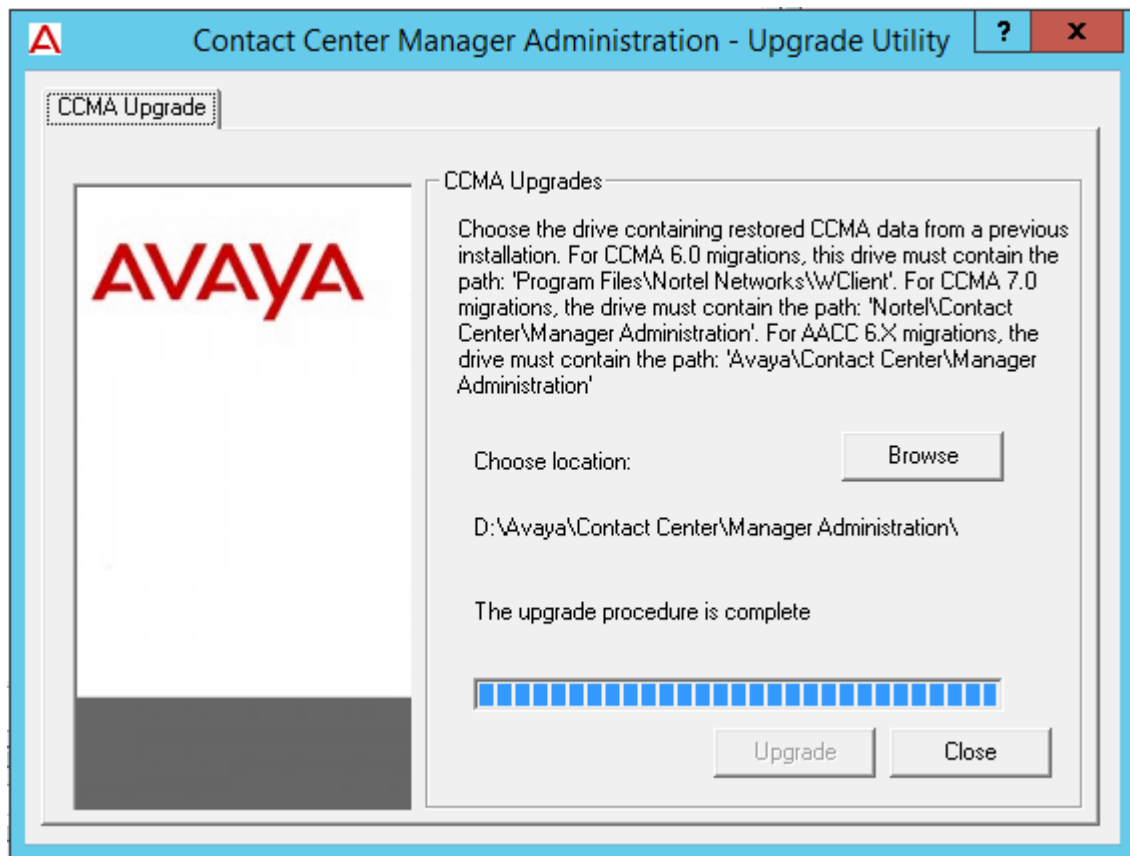 Contact Center Manager Administration - Upgrade Utility
?
x
CCMA Upgrade
AVAYA
CCMA Upgrades
Choose the drive containing restored CCMA data from a previous
installation. For CCMA 6.0 migrations, this drive must contain the
path: 'Program Files\Nortel Networks\WClient'. For CCMA 7.0
migrations, the drive must contain the path: 'Nortel\Contact
Center\Manager Administration'. For AACC 6.X migrations, the
drive must contain the path: 'Avaya\Contact Center\Manager
Administration'
Choose location:
Browse
D:\Avaya\Contact Center\Manager Administration\
The upgrade procedure is complete
Upgrade
Close